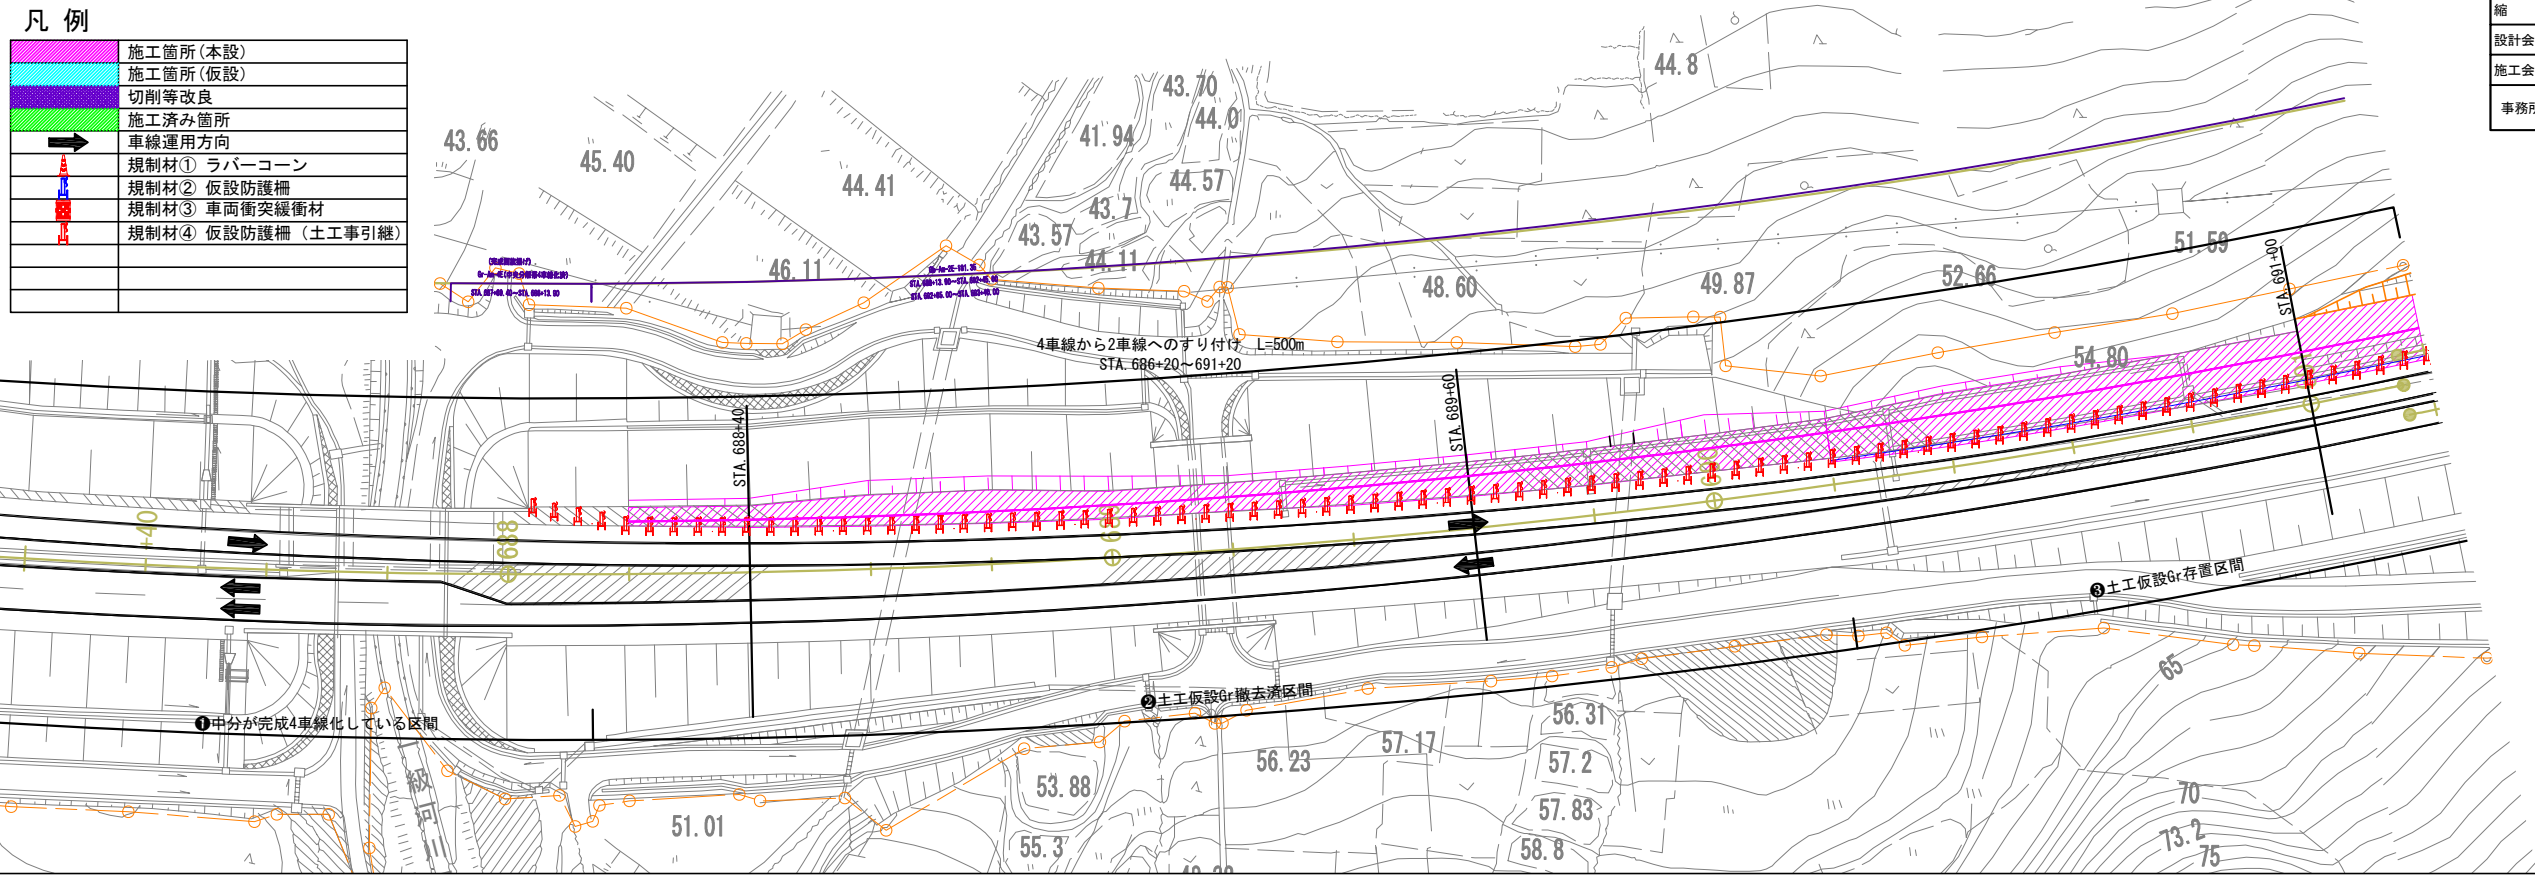 凡 例
施工箇所(本設)
施工箇所(仮設)
切削等改良
施工済み箇所
車線運用方向
規制材① ラバーコーン
規制材② 仮設防護柵
規制材③ 車両衝突緩衝材
規制材④ 仮設防護柵（土工事引継）
縮
設計会
施工会
事務所
43.66
45.40
44.41
46.11
41.94
43.70
44.0
44.57
43.7
43.57
44.11
44.8
48.60
49.87
52.66
51.59
54.80
4車線から2車線へのすり付け　L=500m
STA.686+20～691+20
STA.688+40
STA.689+60
STA.691+00
+40
688
❶中分が完成4車線化している区間
❷土工仮設Gr撤去済区間
❸土工仮設Gr存置区間
一級河川
51.01
53.88
55.3
56.23
57.17
56.31
57.2
57.83
58.8
65
70
73.2
75